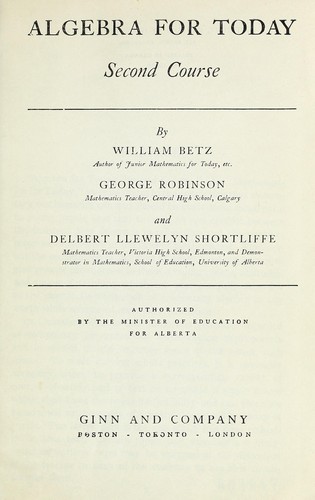 ALGEBRA FOR TODAY
Second Course
By
WILLIAM BETZ
Author of Junior Mathematics for Today, etc.
GEORGE ROBINSON
Mathematics Teacher, Central High School, Calgary
and
DELBERT LLEWELYN SHORTLIFFE
Mathematics Teacher, Victoria High School, Edmonton, and Demon-
strator in Mathematics, School of Education, University of Alberta
AUTHORIZED
BY THE MINISTER OF EDUCATION
FOR ALBERTA
GINN AND COMPANY
BOSTON - TORONTO - LONDON